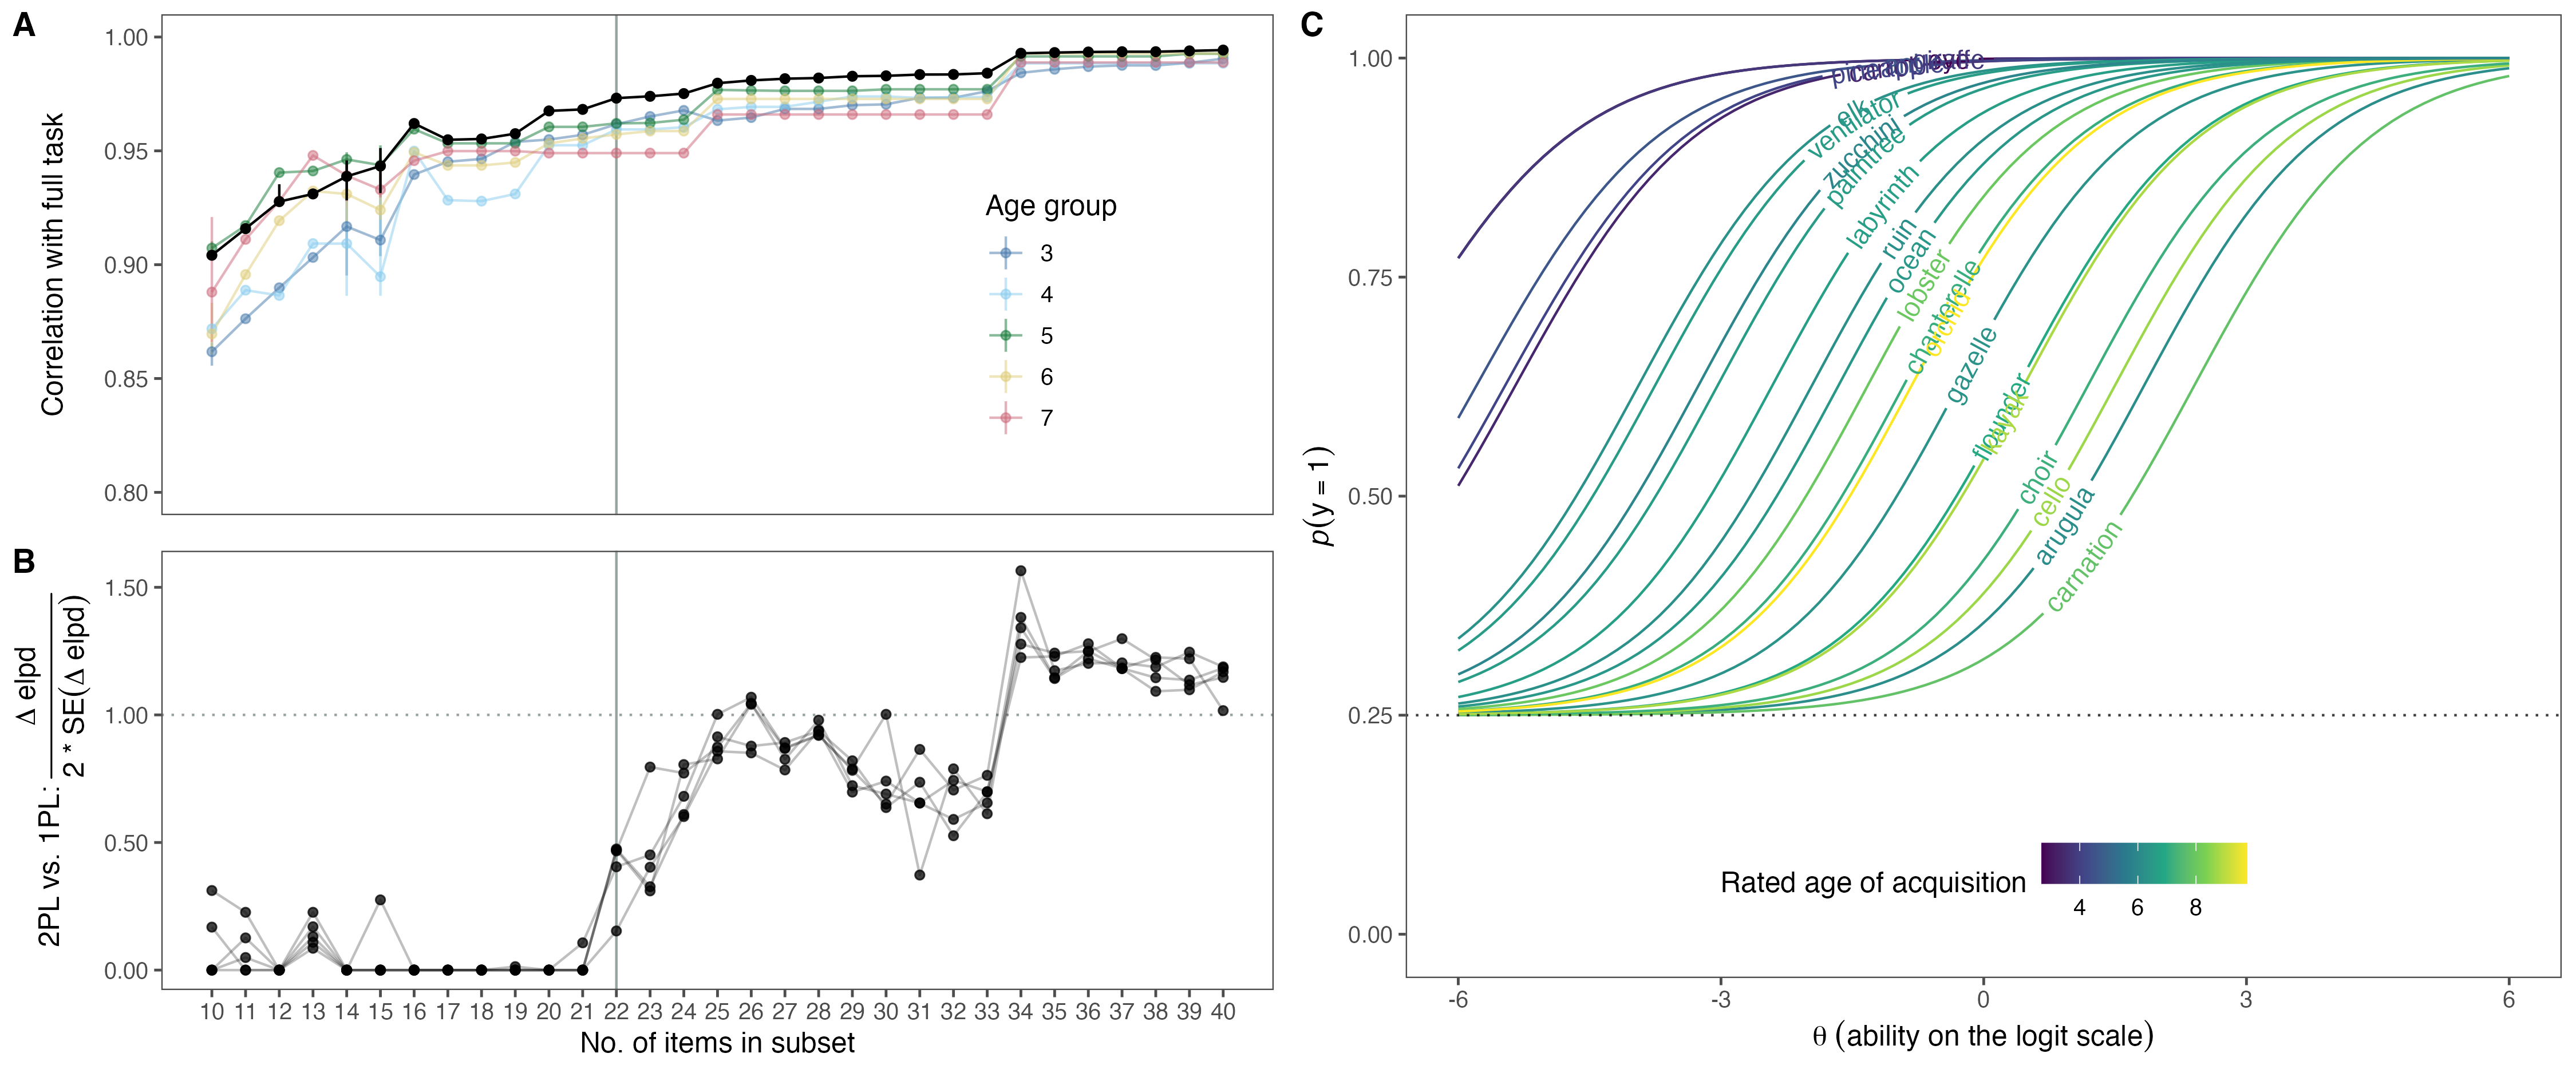 A
Correlation with full task
1.00
0.95
0.90
0.85
0.80
Age group
3
4
5
6
7
B
2PL vs. 1PL: Δ elpd
2 * SE(Δ elpd)
1.50
1.00
0.50
0.00
10 11 12 13 14 15 16 17 18 19 20 21 22 23 24 25 26 27 28 29 30 31 32 33 34 35 36 37 38 39 40
No. of items in subset
C
p(y = 1)
1.00
0.75
0.50
0.25
0.00
elk
ventilator
zucchini
palmtree
labyrinth
ruin
ocean
lobster
chanterelle
orchid
gazelle
flounder
kayak
choir
cello
arugula
carnation
Rated age of acquisition
4 6 8
-6 -3 0 3 6
θ (ability on the logit scale)